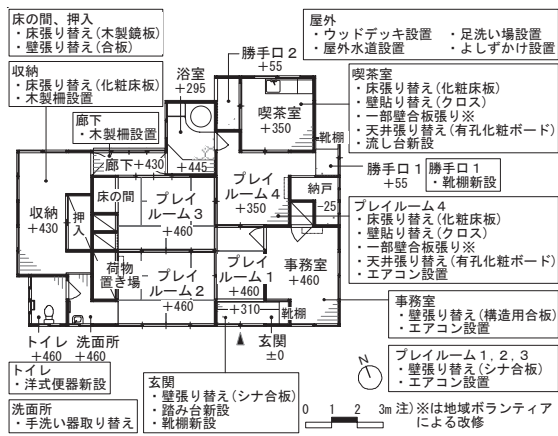 床の間、押入
・床張り替え(木製鏡板)
・壁張り替え(合板)
収納
・床張り替え(化粧床板)
・木製柵設置
廊下
・木製柵設置
屋外
・ウッドデッキ設置 ・足洗い場設置
・屋外水道設置 ・よしずかけ設置
喫茶室
・床張り替え(化粧床板)
・壁貼り替え(クロス)
・一部壁合板張り※
・天井張り替え(有孔化粧ボード)
・流し台新設
勝手口2
+55
浴室
+295
喫茶室
+350
靴棚
廊下+430
+445
プレイ
ルーム4
+350
納戸
-25
勝手口1
+55
勝手口1
・靴棚新設
収納
+430
押入
床の間
プレイ
ルーム3
+460
プレイルーム4
・床張り替え(化粧床板)
・壁貼り替え(クロス)
・一部壁合板張り※
・天井張り替え(有孔化粧ボード)
・エアコン設置
荷物
置き場
プレイ
ルーム2
+460
プレイ
ルーム1
+460
事務室
+460
+310
靴棚
事務室
・壁張り替え(構造用合板)
・エアコン設置
トイレ
+460
洗面所
+460
玄関
±0
プレイルーム1,2,3
・壁張り替え(シナ合板)
・エアコン設置
トイレ
・洋式便器新設
洗面所
・手洗い器取り替え
玄関
・壁張り替え(シナ合板)
・踏み台新設
・靴棚新設
N
0 1 2 3m
注)※は地域ボランティア
による改修